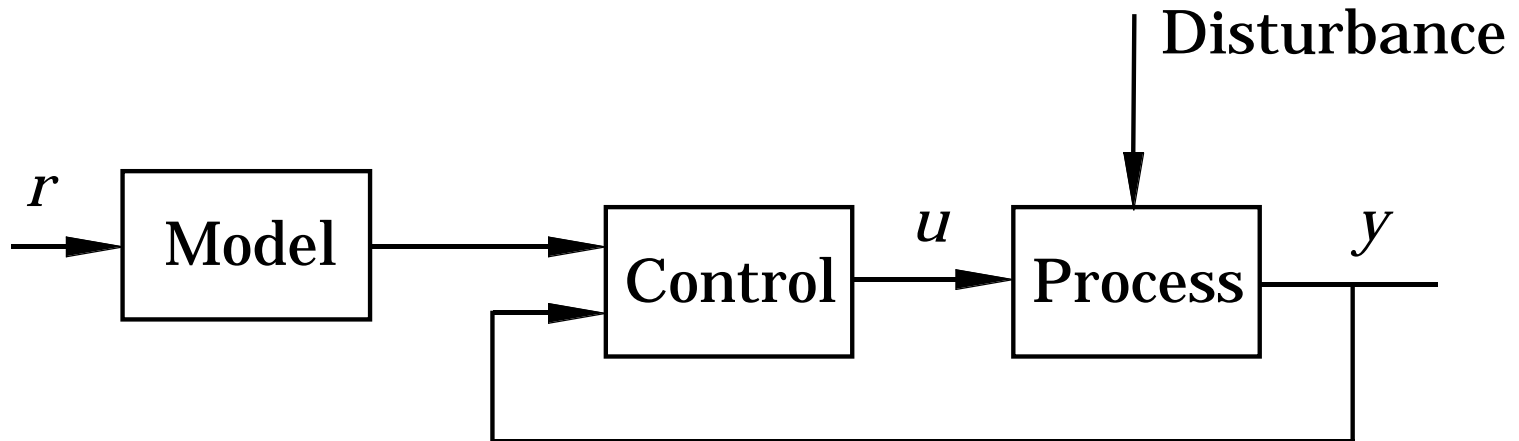 Disturbance
r
Model
Control
u
Process
y